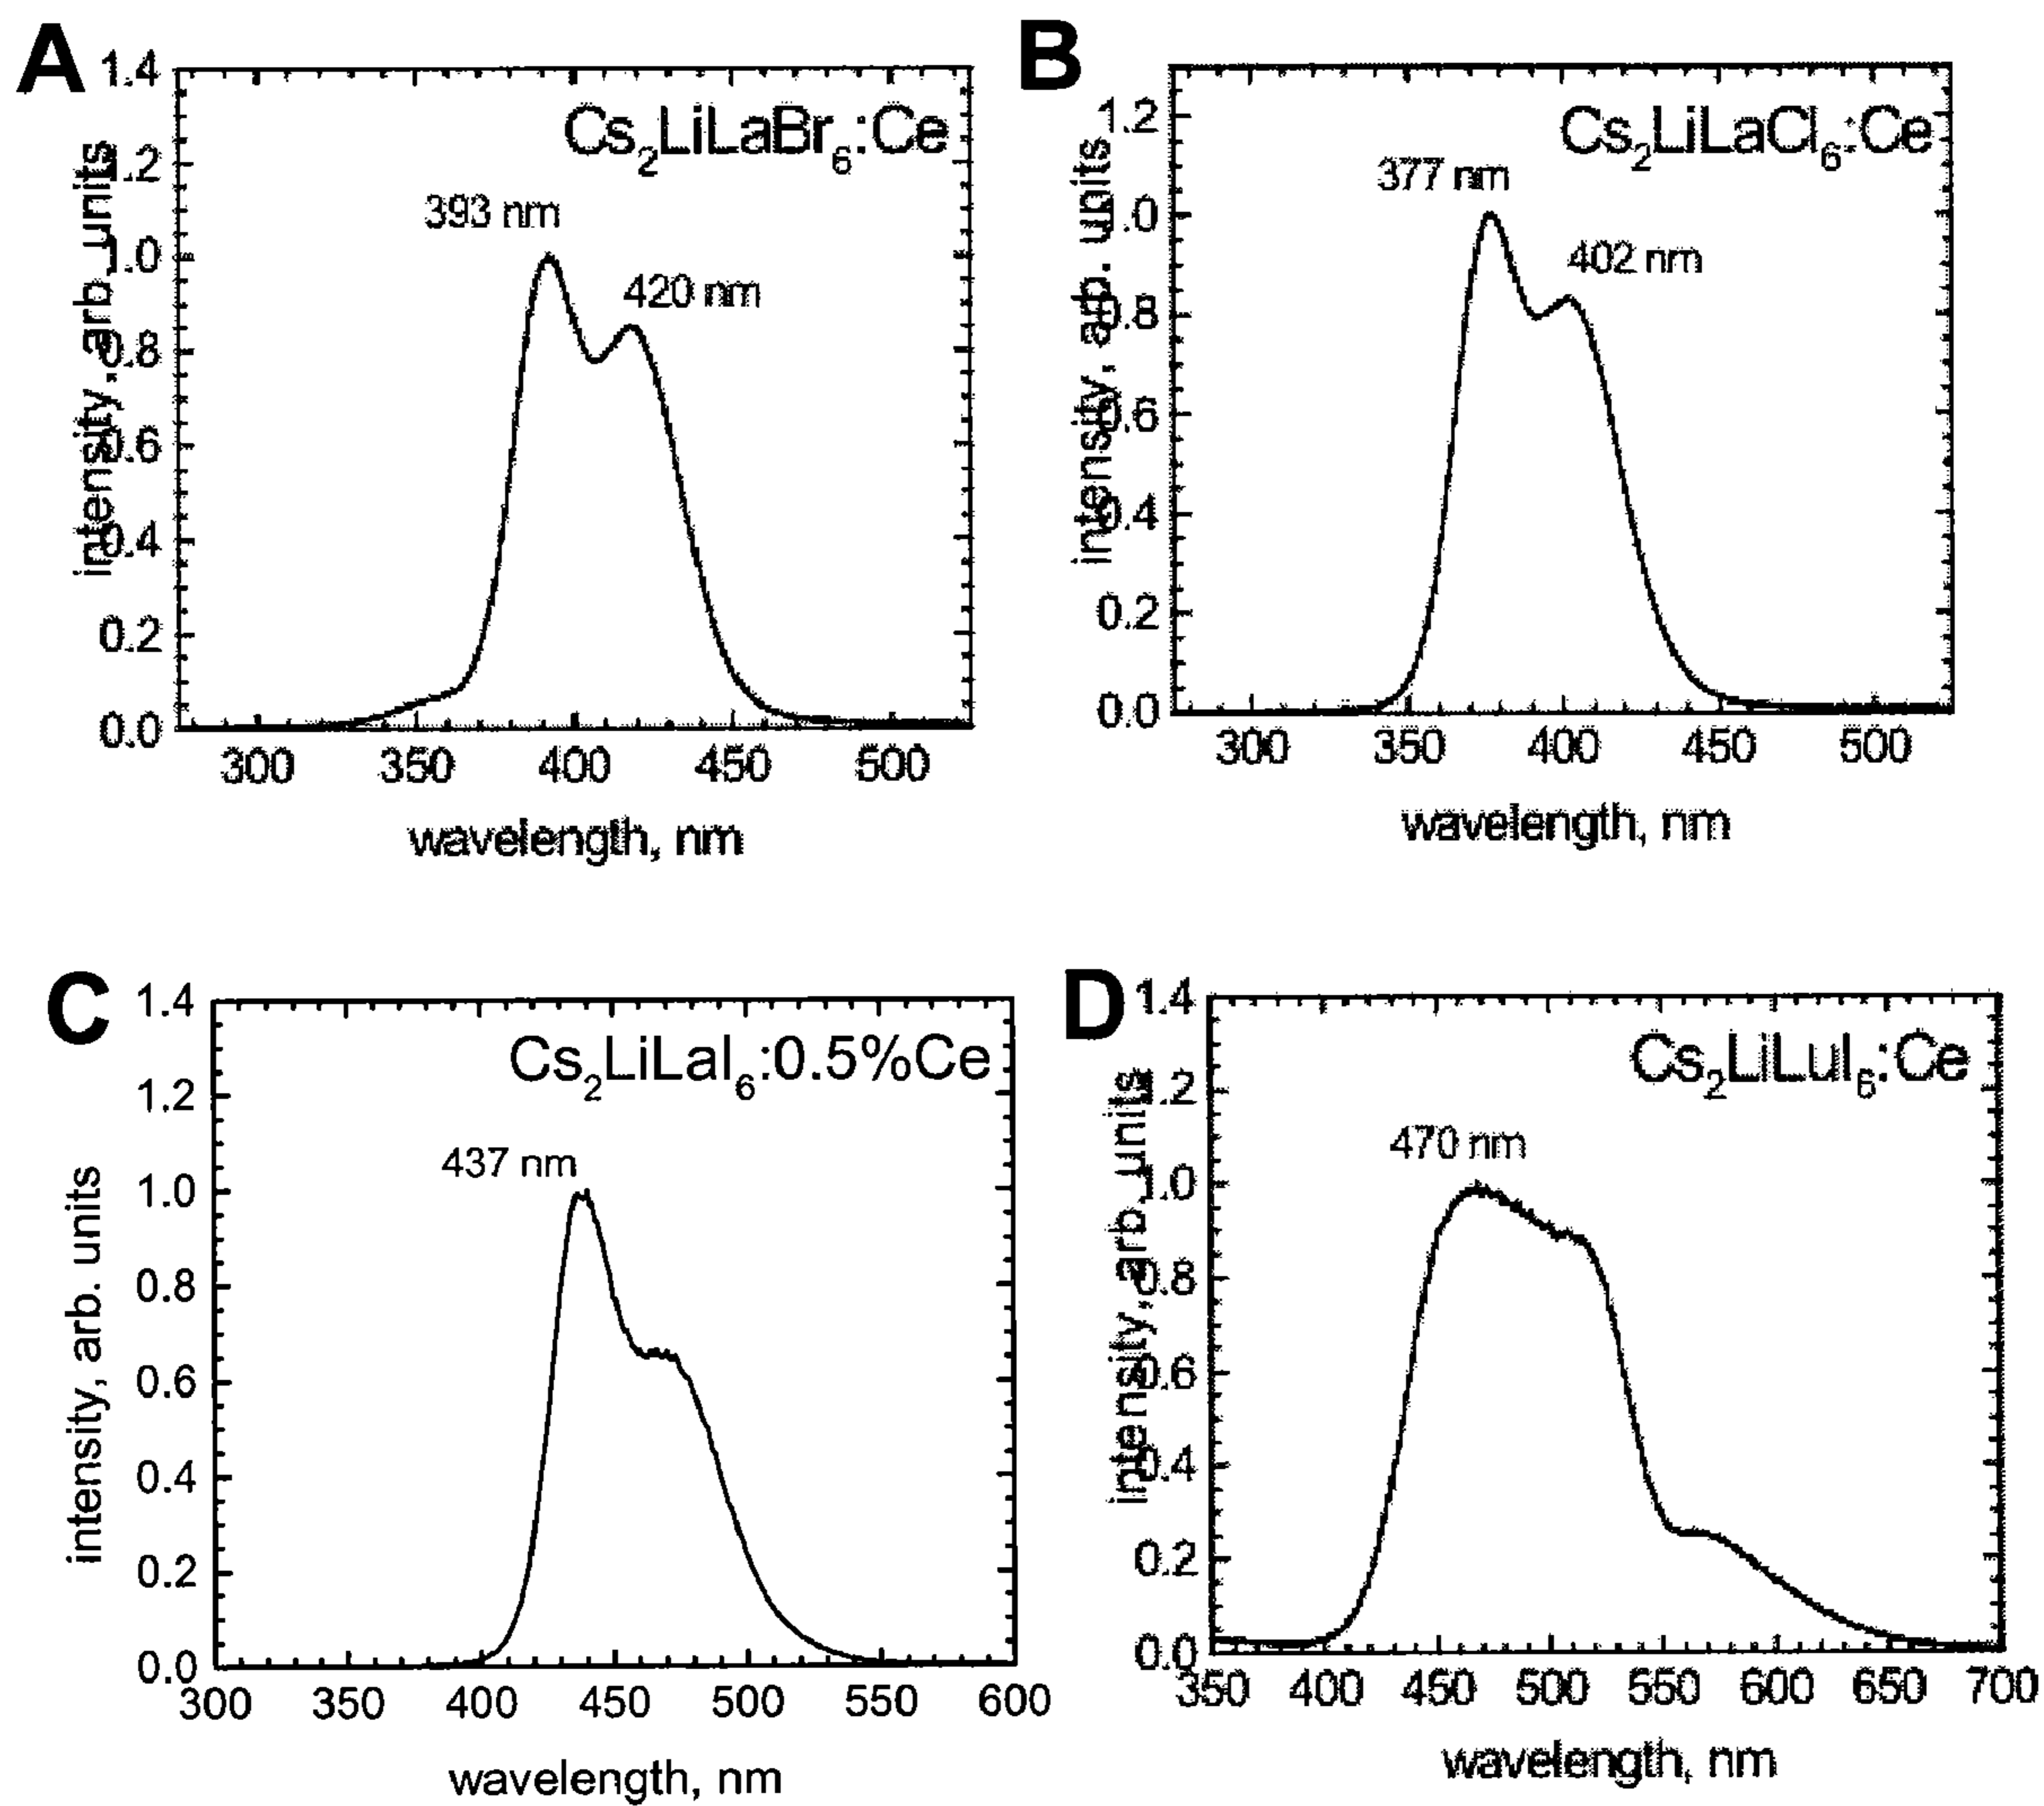 A
Cs2LiLaBr6:Ce
393 nm
420 nm
intensity, arb. units
1.4
1.2
1.0
0.8
0.6
0.4
0.2
0.0
300 350 400 450 500
wavelength, nm
B
Cs2LiLaCl6:Ce
377 nm
402 nm
intensity, arb. units
1.2
1.0
0.8
0.6
0.4
0.2
0.0
300 350 400 450 500
wavelength, nm
C
Cs2LiLaI6:0.5%Ce
437 nm
intensity, arb. units
1.4
1.2
1.0
0.8
0.6
0.4
0.2
0.0
300 350 400 450 500 550 600
wavelength, nm
D
Cs2LiLuI6:Ce
470 nm
intensity, arb. units
1.4
1.2
1.0
0.8
0.6
0.4
0.2
0.0
350 400 450 500 550 600 650 700
wavelength, nm